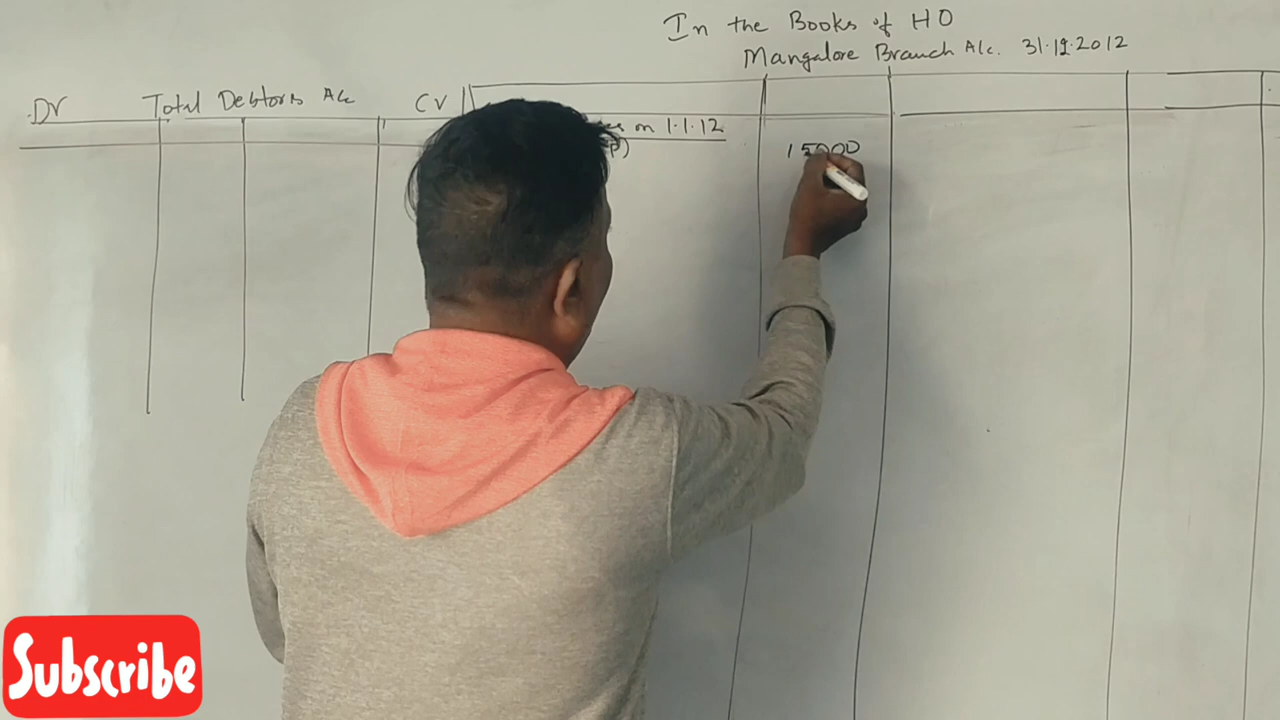 In the Books of HO
Mangalore Branch A/c. 31.12.2012
Dr Total Debtors A/c Cr
on 1.1.12
15000
Subscribe